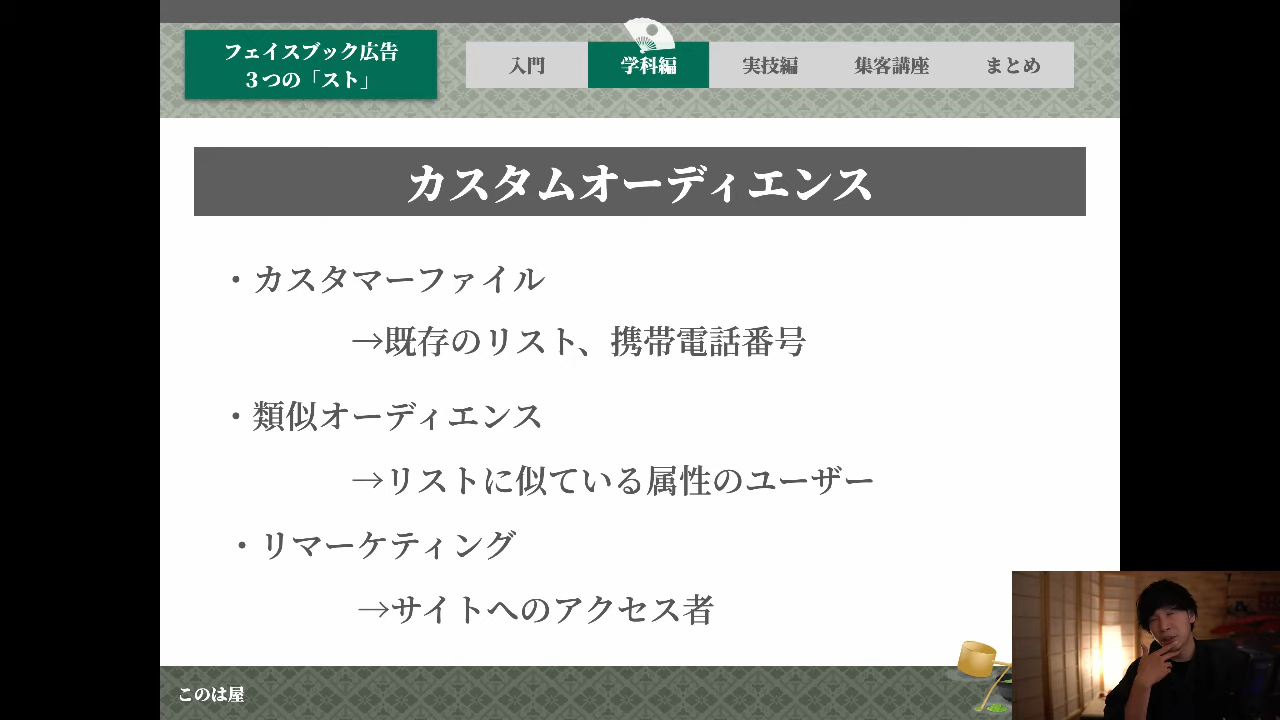 フェイスブック広告
３つの「スト」
入門
学科編
実技編
集客講座
まとめ
カスタムオーディエンス
・カスタマーファイル
→既存のリスト、携帯電話番号
・類似オーディエンス
→リストに似ている属性のユーザー
・リマーケティング
→サイトへのアクセス者
このは屋